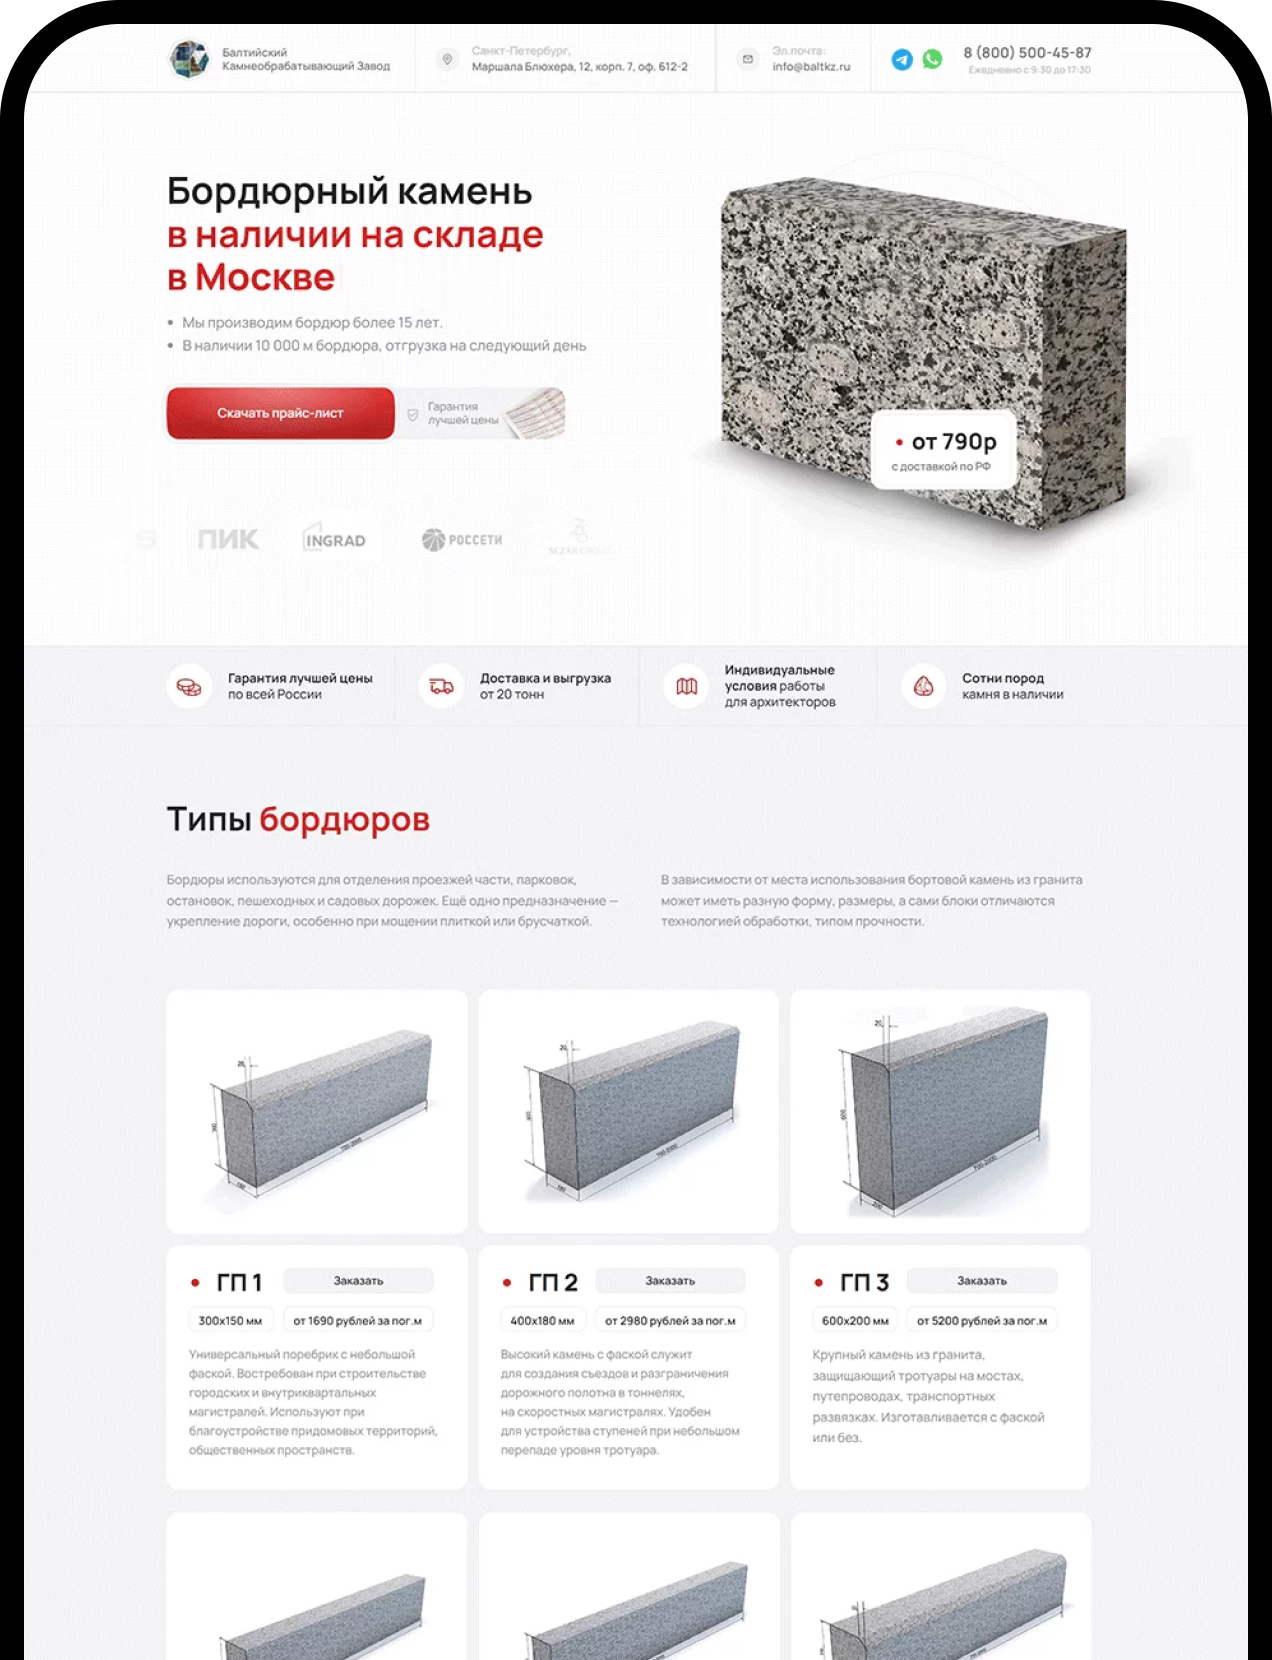 Балтийский
Камнеобрабатывающий Завод
Санкт-Петербург,
Маршала Блюхера, 12, корп. 7, оф. 612-2
Эл.почта:
info@baltkz.ru
8 (800) 500-45-87
Ежедневно с 9:30 до 17:30
Бордюрный камень
в наличии на складе
в Москве
• Мы производим бордюр более 15 лет.
• В наличии 10 000 м бордюра, отгрузка на следующий день
Скачать прайс-лист
Гарантия
лучшей цены
• от 790р
с доставкой по РФ
S
ПИК
INGRAD
РОССЕТИ
SEZAR GROUP
Гарантия лучшей цены
по всей России
Доставка и выгрузка
от 20 тонн
Индивидуальные
условия работы
для архитекторов
Сотни пород
камня в наличии
Типы бордюров
Бордюры используются для отделения проезжей части, парковок,
остановок, пешеходных и садовых дорожек. Ещё одно предназначение –
укрепление дороги, особенно при мощении плиткой или брусчаткой.
В зависимости от места использования бортовой камень из гранита
может иметь разную форму, размеры, а сами блоки отличаются
технологией обработки, типом прочности.
600
700-2000
200
• ГП 1
Заказать
300x150 мм
от 1690 рублей за пог.м
Универсальный поребрик с небольшой
фаской. Востребован при строительстве
городских и внутриквартальных
магистралей. Используют при
благоустройстве придомовых территорий,
общественных пространств.
• ГП 2
Заказать
400x180 мм
от 2980 рублей за пог.м
Высокий камень с фаской служит
для создания съездов и разграничения
дорожного полотна в тоннелях,
на скоростных магистралях. Удобен
для устройства ступеней при небольшом
перепаде уровня тротуара.
• ГП 3
Заказать
600x200 мм
от 5200 рублей за пог.м
Крупный камень из гранита,
защищающий тротуары на мостах,
путепроводах, транспортных
развязках. Изготавливается с фаской
или без.